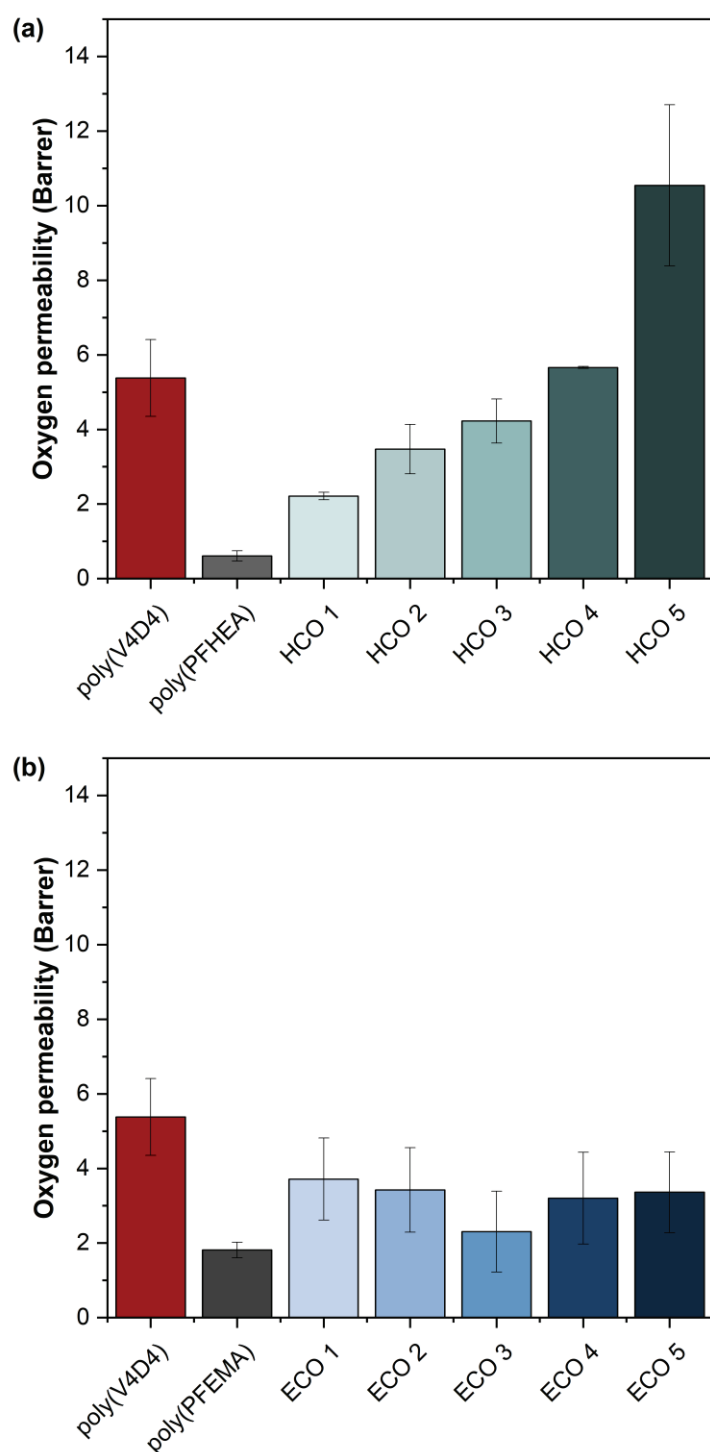 (a)
Oxygen permeability (Barrer)
14
12
10
8
6
4
2
0
poly(V4D4)
poly(PFHEA)
HCO 1
HCO 2
HCO 3
HCO 4
HCO 5
(b)
Oxygen permeability (Barrer)
14
12
10
8
6
4
2
0
poly(V4D4)
poly(PFEMA)
ECO 1
ECO 2
ECO 3
ECO 4
ECO 5